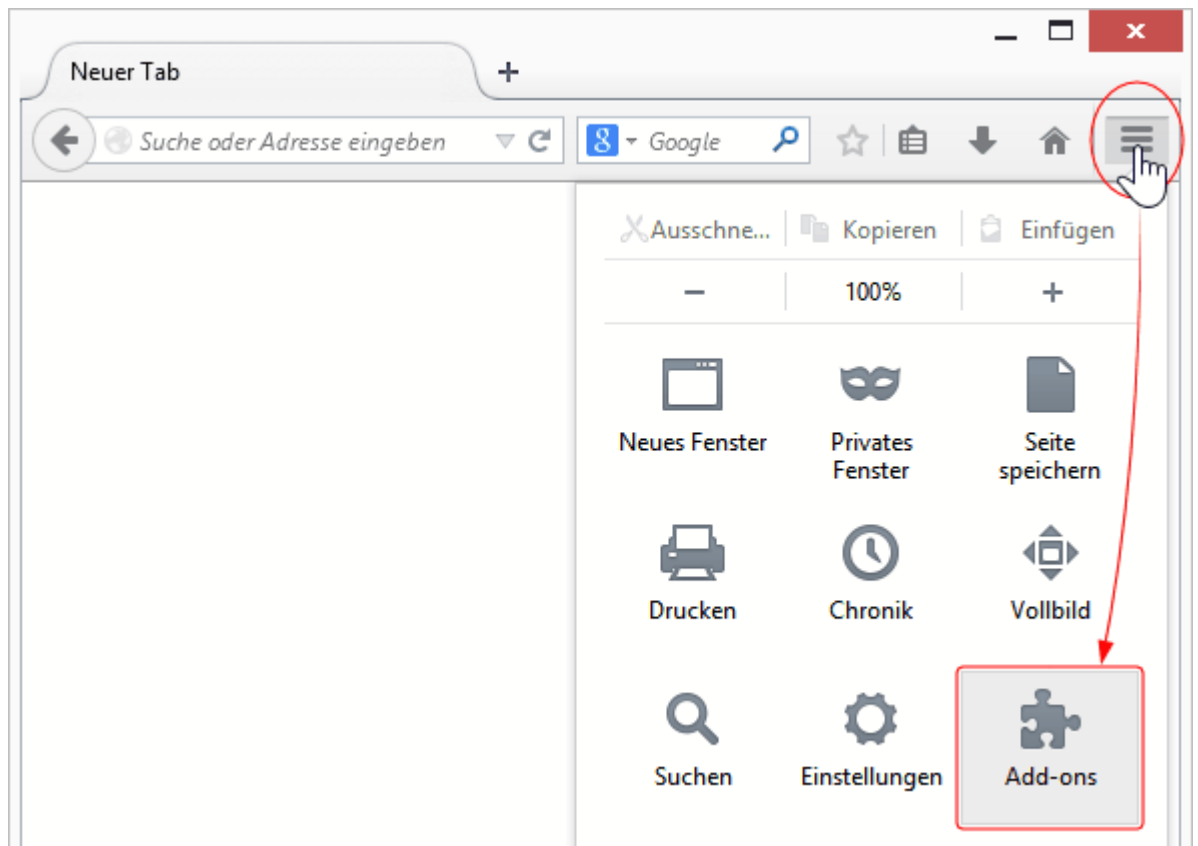 Neuer Tab
Suche oder Adresse eingeben
8 Google
Ausschne... Kopieren Einfügen
100%
Neues Fenster
Privates
Fenster
Seite
speichern
Drucken
Chronik
Vollbild
Suchen
Einstellungen
Add-ons